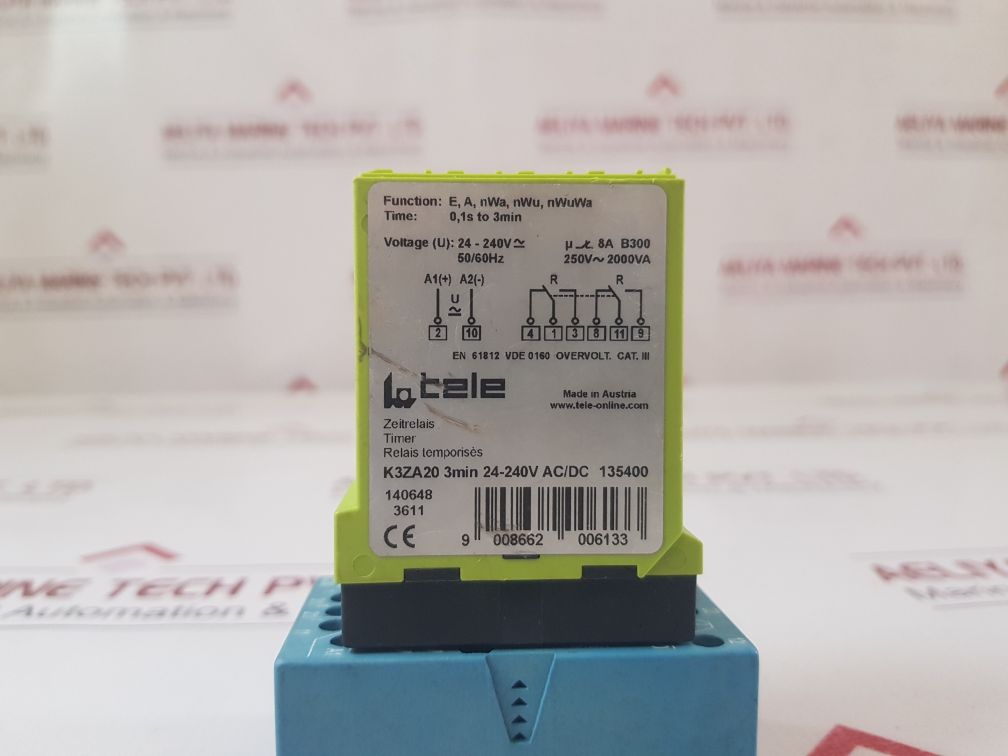 Function: E, A, nWa, nWu, nWuWa
Time: 0,1s to 3min
Voltage (U): 24 - 240V ≃ µ 8A B300
50/60Hz 250V~ 2000VA
A1(+) A2(-) R R
U
≃
2 10 4 1 3 8 11 9
EN 61812 VDE 0160 OVERVOLT. CAT. III
tele
Made in Austria
www.tele-online.com
Zeitrelais
Timer
Relais temporisès
K3ZA20 3min 24-240V AC/DC 135400
140648
3611
CE
9 008662 006133
TECH
Automation &